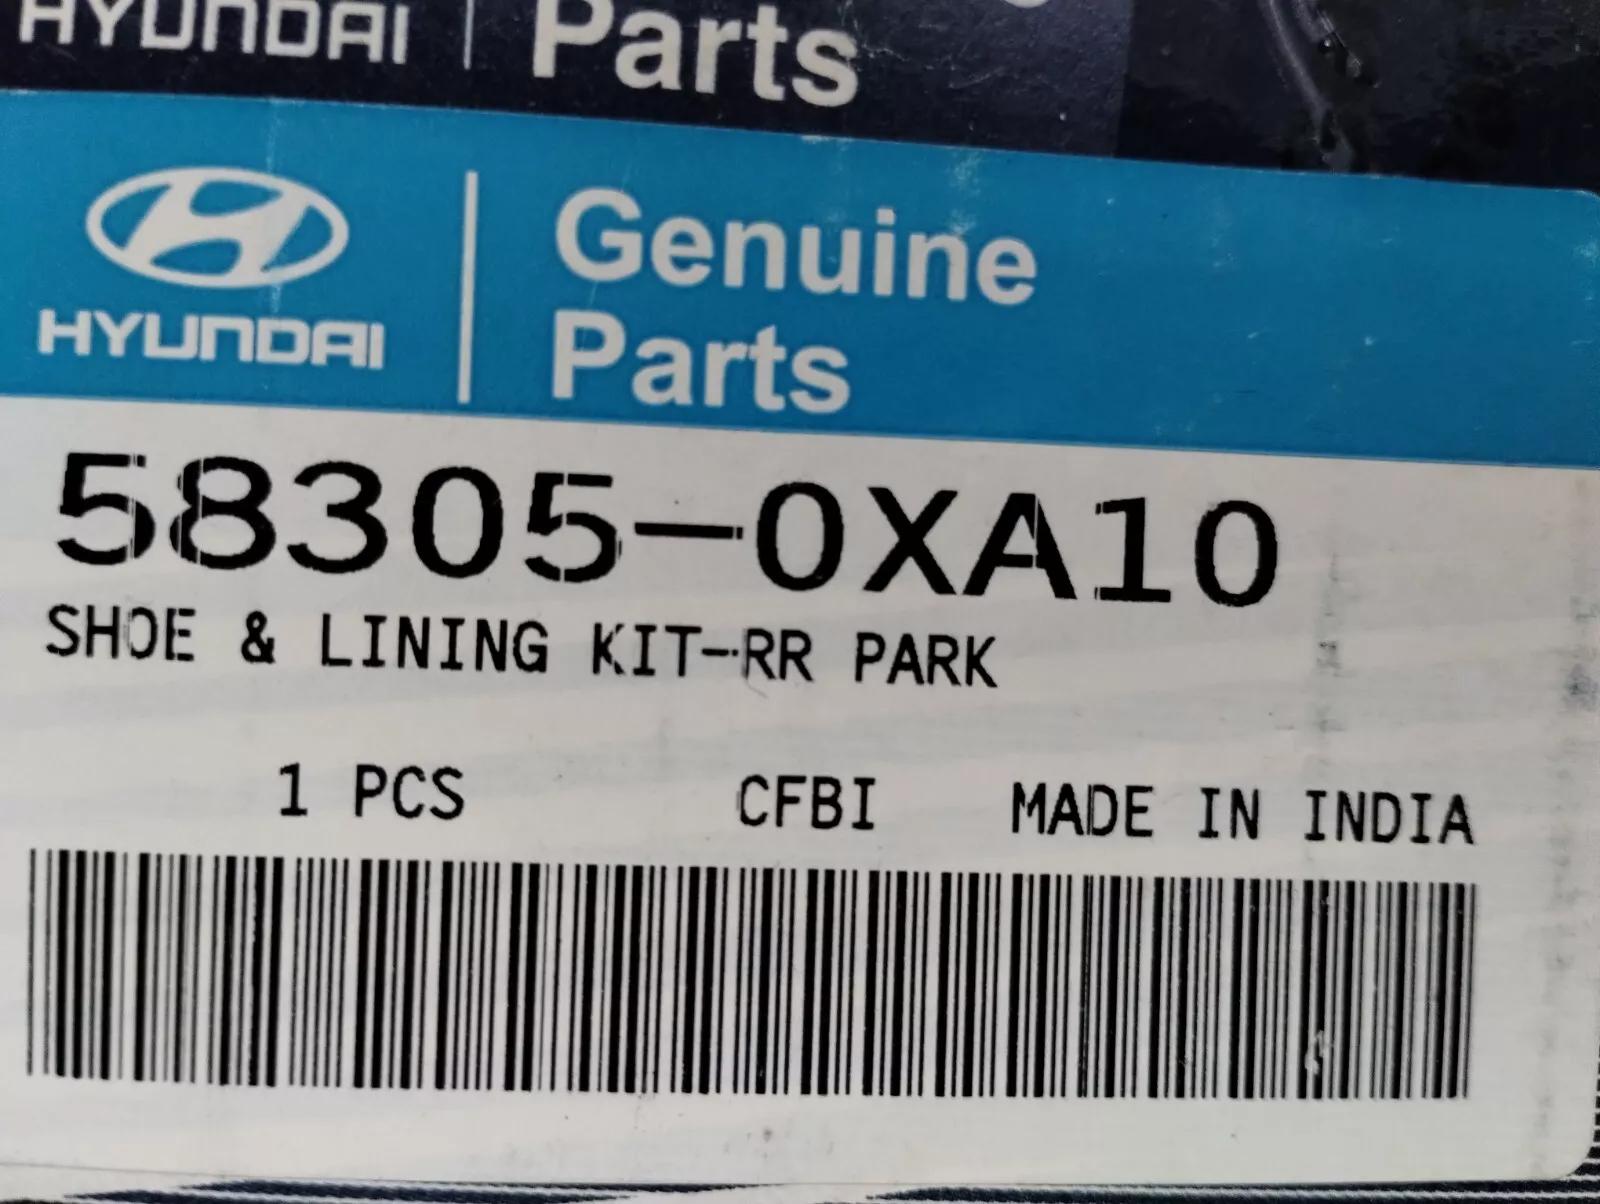 HYUNDAI Parts
HYUNDAI
Genuine
Parts
58305-0XA10
SHOE & LINING KIT-RR PARK
1 PCS CFBI MADE IN INDIA